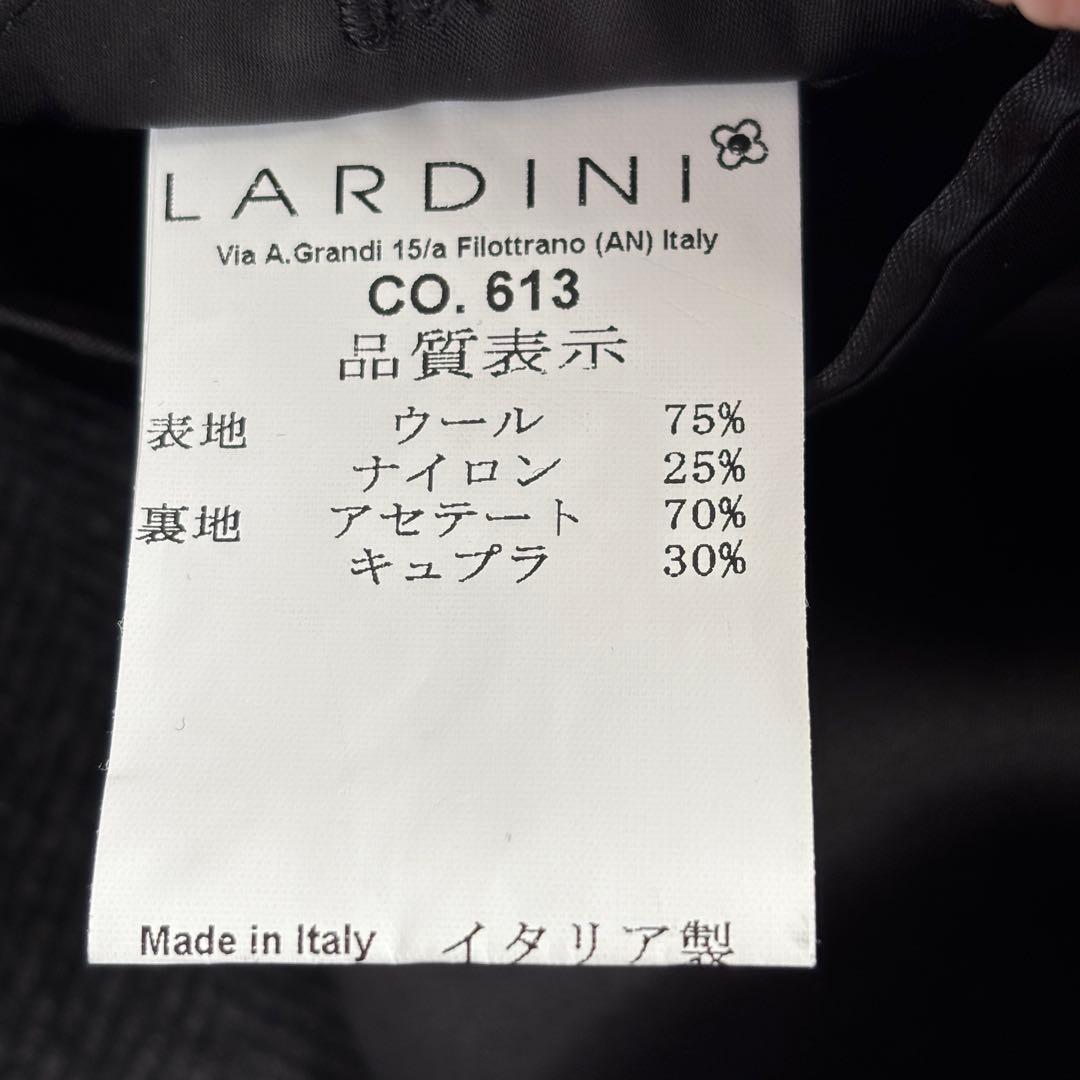 LARDINI
Via A.Grandi 15/a Filottrano (AN) Italy
CO. 613
品質表示
表地 ウール 75%
ナイロン 25%
裏地 アセテート 70%
キュプラ 30%
Made in Italy イタリア製